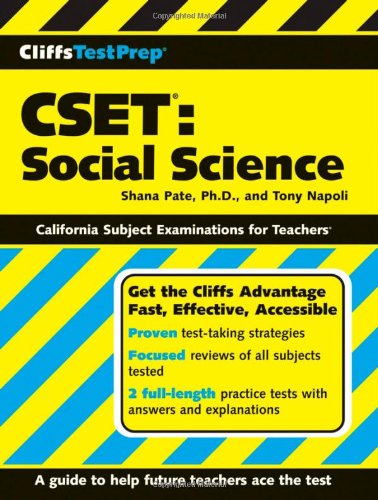 CliffsTestPrep®
CSET®:
Social Science
Shana Pate, Ph.D., and Tony Napoli
California Subject Examinations for Teachers®
Get the Cliffs Advantage
Fast, Effective, Accessible
Proven test-taking strategies
Focused reviews of all subjects
tested
2 full-length practice tests with
answers and explanations
A guide to help future teachers ace the test